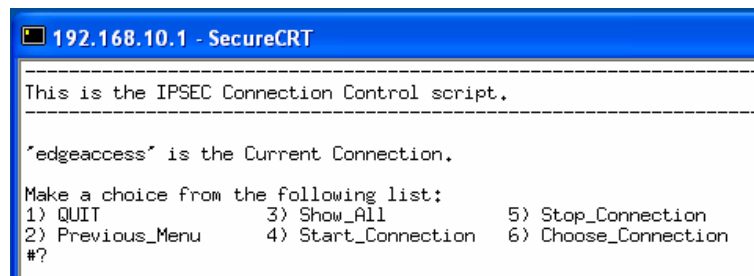 192.168.10.1 - SecureCRT
--------------------------------------------------------------------
This is the IPSEC Connection Control script.
--------------------------------------------------------------------
'edgeaccess' is the Current Connection.
Make a choice from the following list:
1) QUIT 3) Show_All 5) Stop_Connection
2) Previous_Menu 4) Start_Connection 6) Choose_Connection
#?